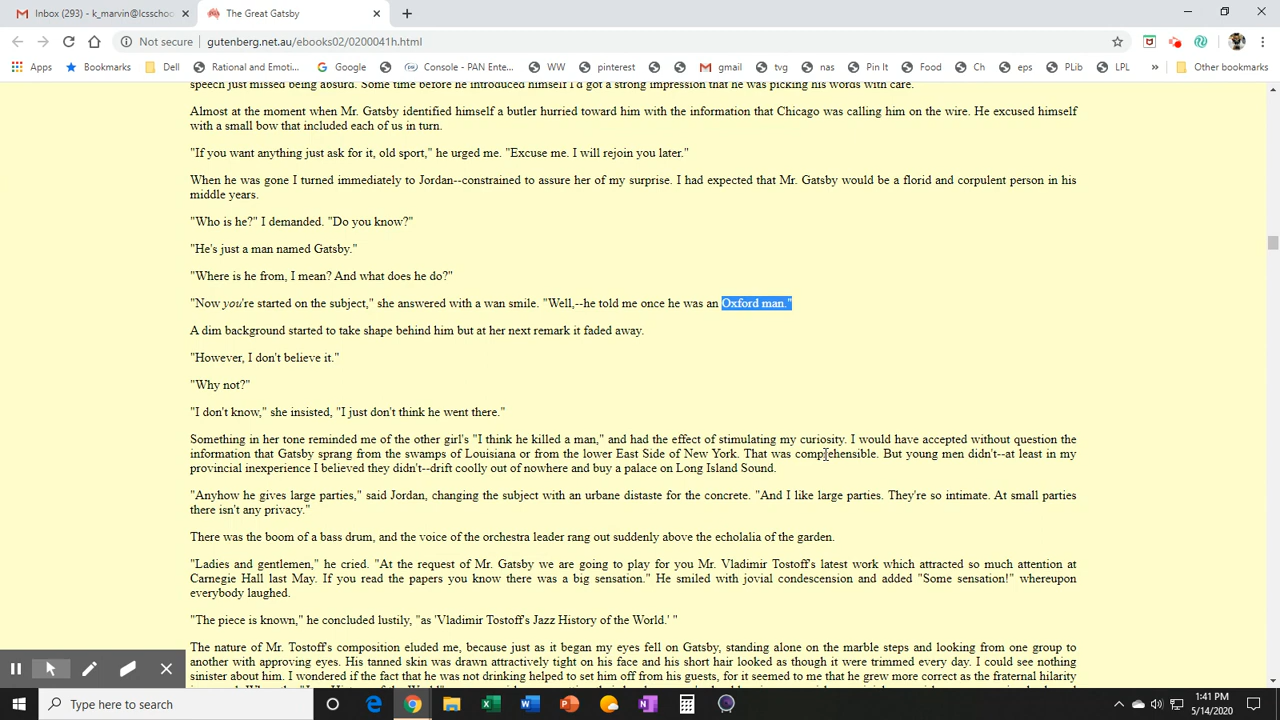 Inbox (293) - k_marvin@lcsschoo
The Great Gatsby
Not secure
gutenberg.net.au/ebooks02/0200041h.html
Apps
Bookmarks
Dell
Rational and Emotio...
Google
Console - PAN Ente...
WW
pinterest
gmail
tvg
nas
Pin It
Food
Ch
eps
PLib
LPL
»
Other bookmarks
speech just missed being absurd. Some time before he introduced himself I'd got a strong impression that he was picking his words with care.
Almost at the moment when Mr. Gatsby identified himself a butler hurried toward him with the information that Chicago was calling him on the wire. He excused himself
with a small bow that included each of us in turn.
"If you want anything just ask for it, old sport," he urged me. "Excuse me. I will rejoin you later."
When he was gone I turned immediately to Jordan--constrained to assure her of my surprise. I had expected that Mr. Gatsby would be a florid and corpulent person in his
middle years.
"Who is he?" I demanded. "Do you know?"
"He's just a man named Gatsby."
"Where is he from, I mean? And what does he do?"
"Now you're started on the subject," she answered with a wan smile. "Well,--he told me once he was an Oxford man."
A dim background started to take shape behind him but at her next remark it faded away.
"However, I don't believe it."
"Why not?"
"I don't know," she insisted, "I just don't think he went there."
Something in her tone reminded me of the other girl's "I think he killed a man," and had the effect of stimulating my curiosity. I would have accepted without question the
information that Gatsby sprang from the swamps of Louisiana or from the lower East Side of New York. That was comprehensible. But young men didn't--at least in my
provincial inexperience I believed they didn't--drift coolly out of nowhere and buy a palace on Long Island Sound.
"Anyhow he gives large parties," said Jordan, changing the subject with an urbane distaste for the concrete. "And I like large parties. They're so intimate. At small parties
there isn't any privacy."
There was the boom of a bass drum, and the voice of the orchestra leader rang out suddenly above the echolalia of the garden.
"Ladies and gentlemen," he cried. "At the request of Mr. Gatsby we are going to play for you Mr. Vladimir Tostoff's latest work which attracted so much attention at
Carnegie Hall last May. If you read the papers you know there was a big sensation." He smiled with jovial condescension and added "Some sensation!" whereupon
everybody laughed.
"The piece is known," he concluded lustily, "as 'Vladimir Tostoff's Jazz History of the World.' "
The nature of Mr. Tostoff's composition eluded me, because just as it began my eyes fell on Gatsby, standing alone on the marble steps and looking from one group to
another with approving eyes. His tanned skin was drawn attractively tight on his face and his short hair looked as though it were trimmed every day. I could see nothing
sinister about him. I wondered if the fact that he was not drinking helped to set him off from his guests, for it seemed to me that he grew more correct as the fraternal hilarity
Type here to search
1:41 PM
5/14/2020